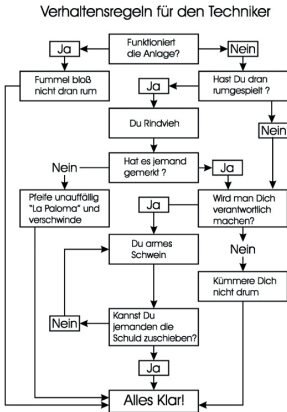 Verhaltensregeln für den Techniker
Funktioniert
die Anlage?
Ja
Nein
Fummel bloß
nicht dran rum
Hast Du dran
rumgespielt ?
Ja
Du Rindvieh
Nein
Hat es jemand
gemerkt ?
Nein
Ja
Pfeife unauffällig
"La Paloma" und
verschwinde
Wird man Dich
verantwortlich
machen?
Ja
Du armes
Schwein
Nein
Kümmere Dich
nicht drum
Kannst Du
jemanden die
Schuld zuschieben?
Nein
Ja
Alles Klar!